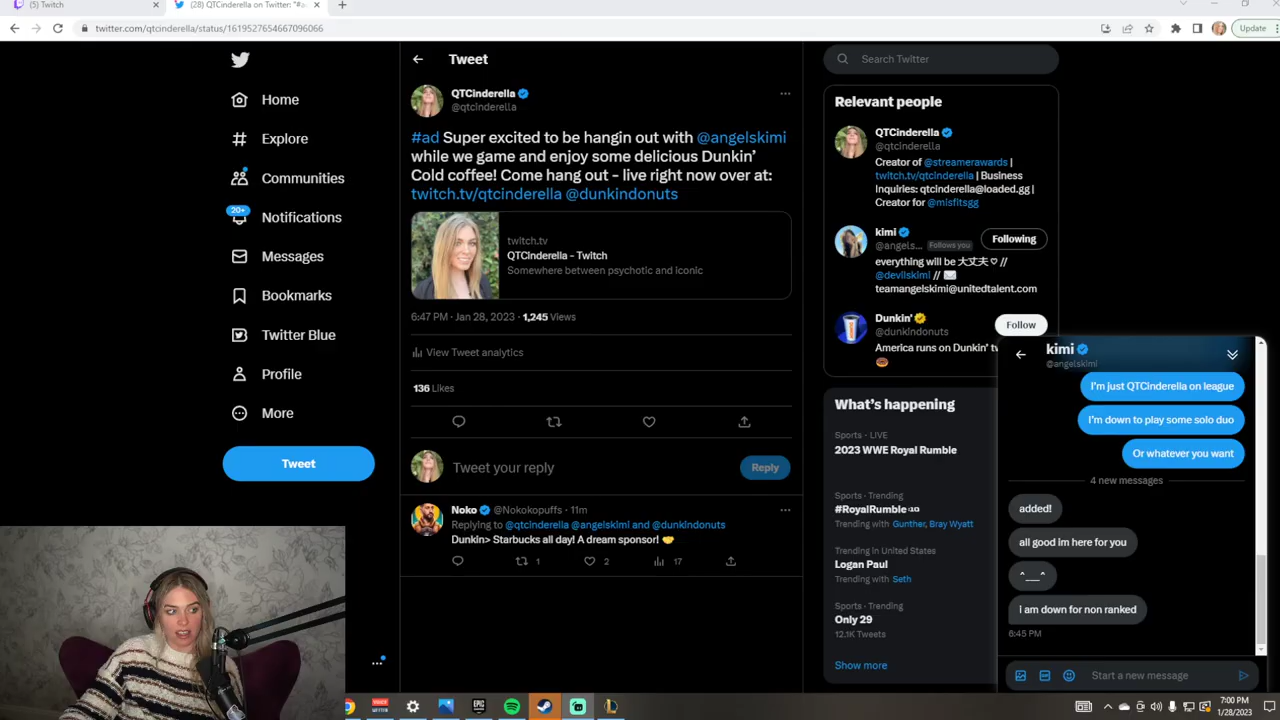 (5) Twitch
(28) QTCinderella on Twitter: "#a
twitter.com/qtcinderella/status/1619527654667096066
Update
Home
Explore
Communities
20+
Notifications
Messages
Bookmarks
Twitter Blue
Profile
More
Tweet
Tweet
QTCinderella
@qtcinderella
#ad Super excited to be hangin out with @angelskimi
while we game and enjoy some delicious Dunkin'
Cold coffee! Come hang out - live right now over at:
twitch.tv/qtcinderella @dunkindonuts
twitch.tv
QTCinderella - Twitch
Somewhere between psychotic and iconic
6:47 PM · Jan 28, 2023 · 1,245 Views
View Tweet analytics
136 Likes
Tweet your reply
Reply
Noko @Nokokopuffs · 11m
Replying to @qtcinderella @angelskimi and @dunkindonuts
Dunkin> Starbucks all day! A dream sponsor! 🤝
1
2
17
Search Twitter
Relevant people
QTCinderella
@qtcinderella
Creator of @streamerawards |
twitch.tv/qtcinderella | Business
Inquiries: qtcinderella@loaded.gg |
Creator for @misfitsgg
kimi
@angels... Follows you
Following
everything will be 大丈夫♡ //
@devilskimi // ✉️
teamangelskimi@unitedtalent.com
Dunkin'
@dunkindonuts
Follow
America runs on Dunkin' tw
🍩
What's happening
Sports · LIVE
2023 WWE Royal Rumble
Sports · Trending
#RoyalRumble
Trending with Gunther, Bray Wyatt
Trending in United States
Logan Paul
Trending with Seth
Sports · Trending
Only 29
12.1K Tweets
Show more
kimi
@angelskimi
I'm just QTCinderella on league
I'm down to play some solo duo
Or whatever you want
4 new messages
added!
all good im here for you
^___^
i am down for non ranked
6:45 PM
Start a new message
7:00 PM
1/28/2023